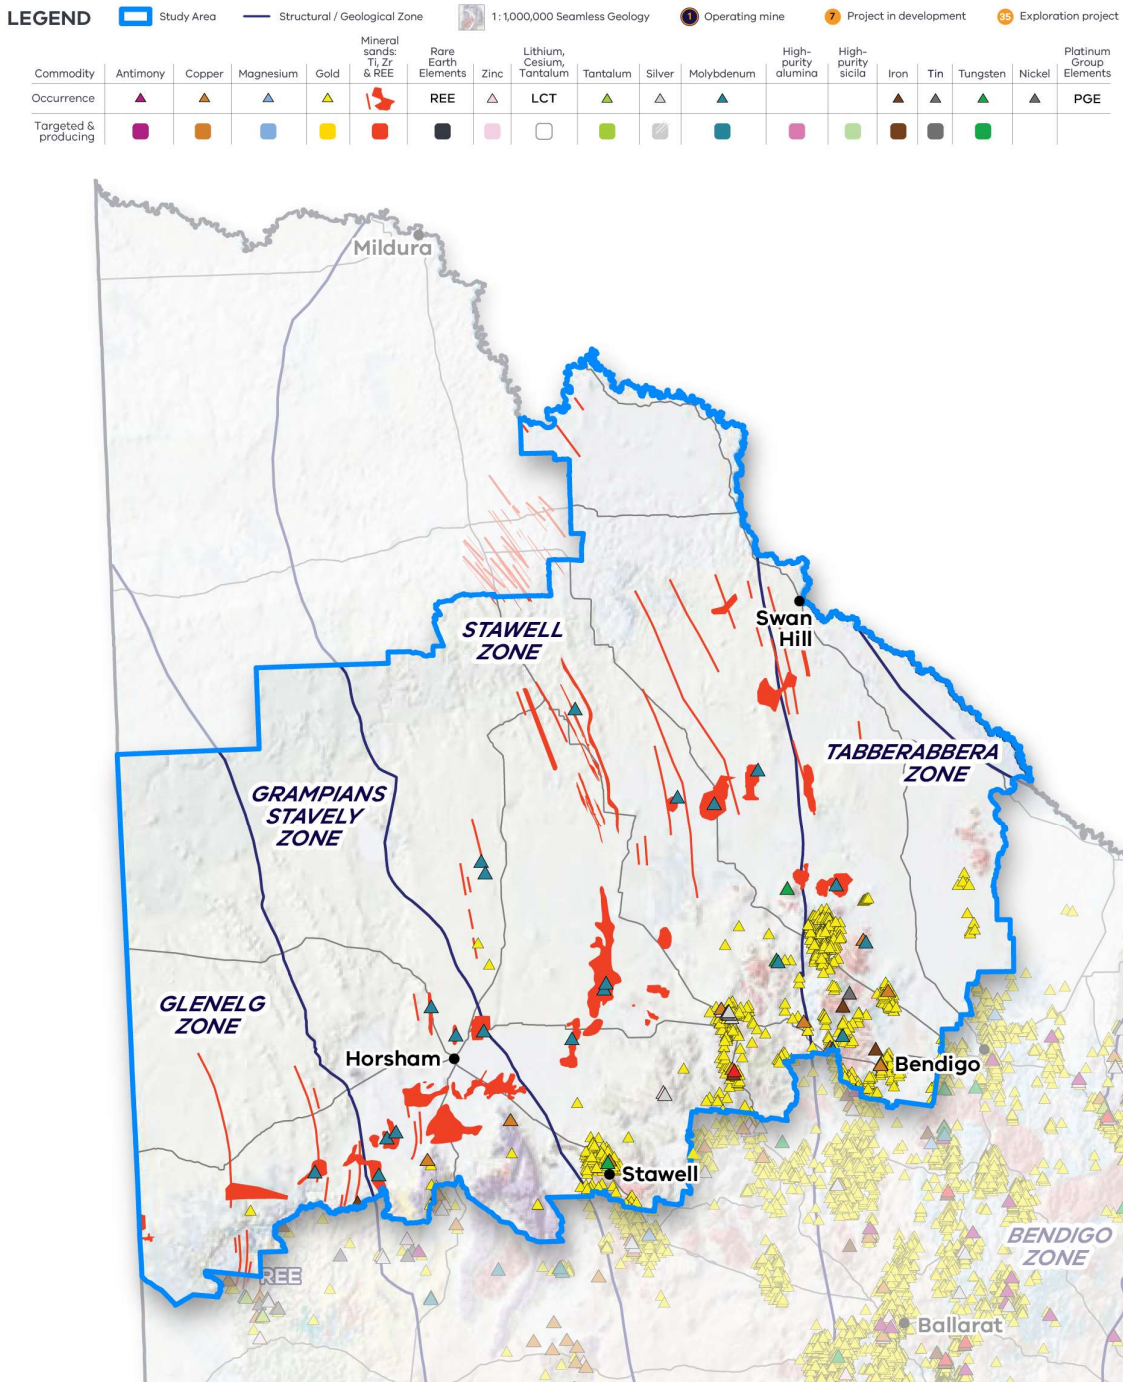 LEGEND
Study Area
Structural / Geological Zone
1 : 1,000,000 Seamless Geology
1
Operating mine
7
Project in development
35
Exploration project
Commodity
Antimony
Copper
Magnesium
Gold
Mineral
sands:
Ti, Zr
& REE
Rare
Earth
Elements
Zinc
Lithium,
Cesium,
Tantalum
Tantalum
Silver
Molybdenum
High-
purity
alumina
High-
purity
sicila
Iron
Tin
Tungsten
Nickel
Platinum
Group
Elements
Occurrence
REE
LCT
PGE
Targeted &
producing
Mildura
STAWELL
ZONE
Swan
Hill
TABBERABBERA
ZONE
GRAMPIANS
STAVELY
ZONE
GLENELG
ZONE
Horsham
Bendigo
Stawell
BENDIGO
ZONE
REE
Ballarat